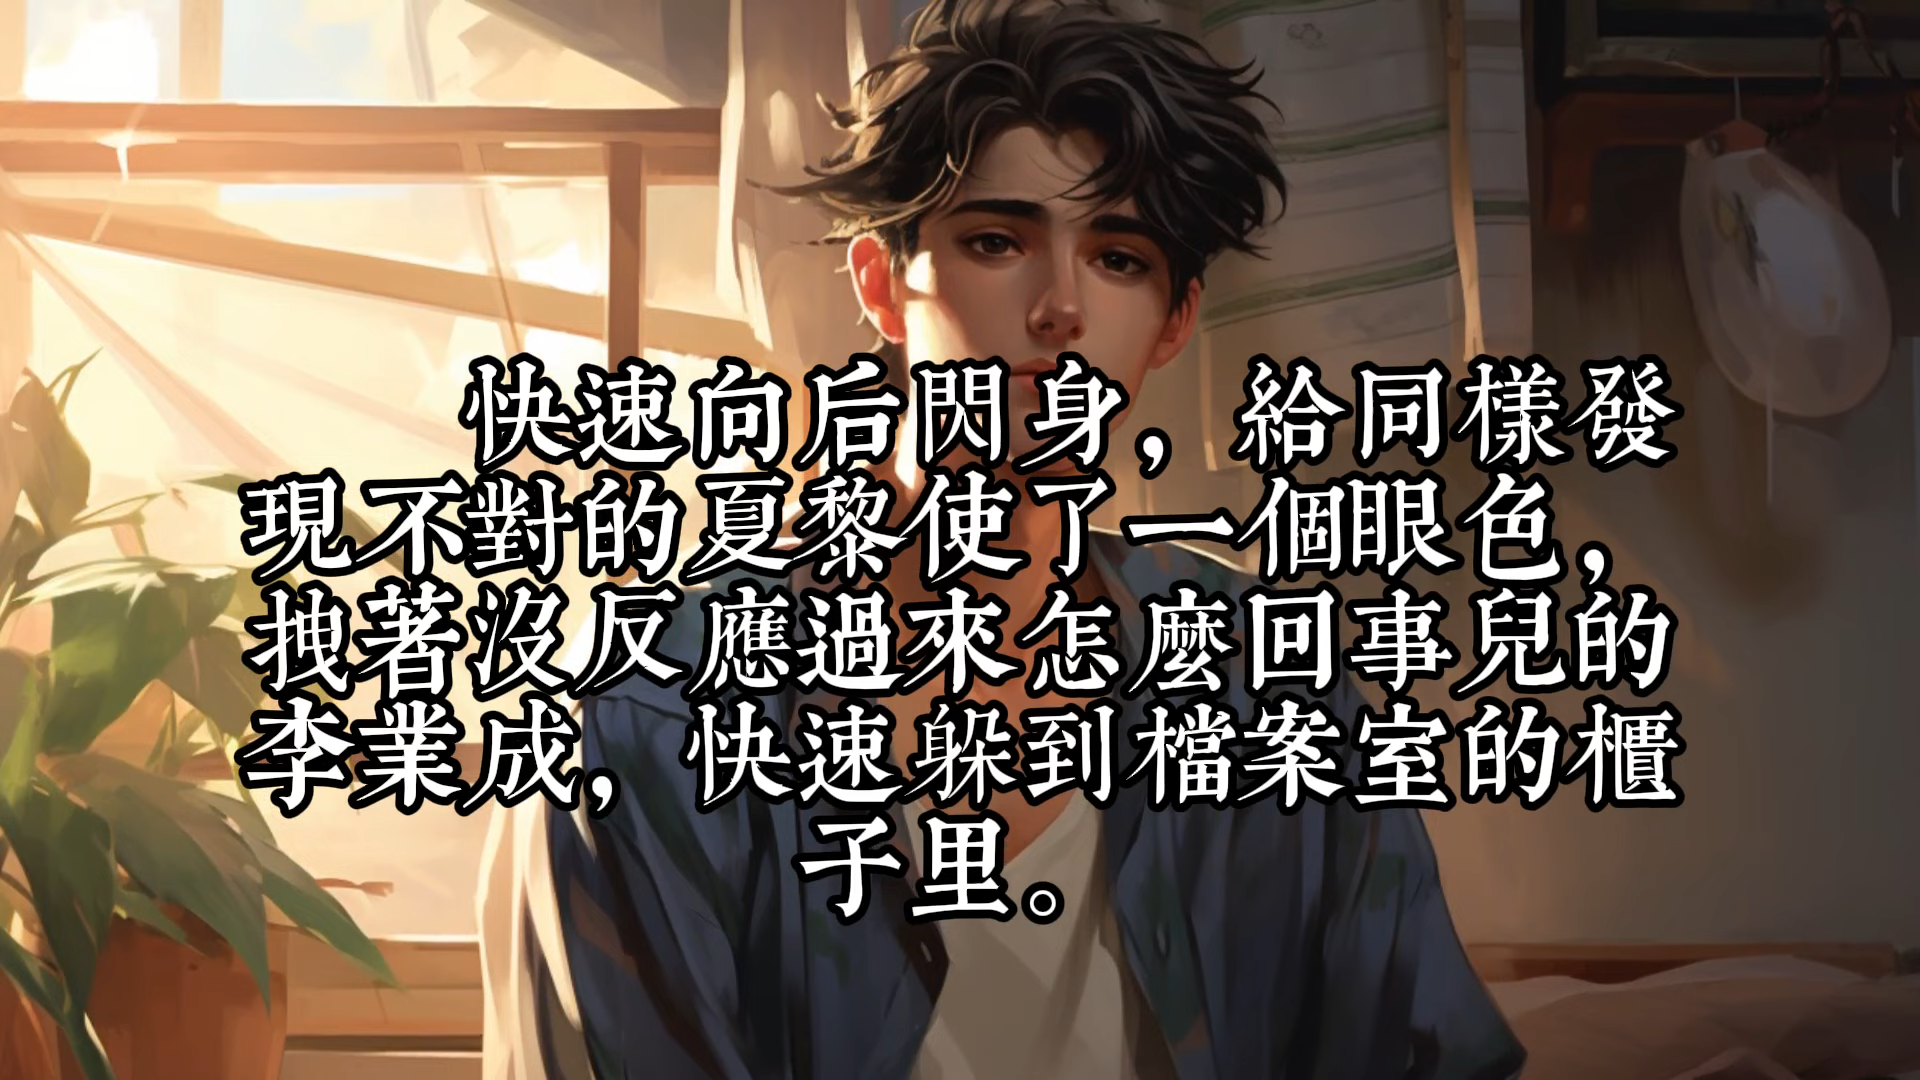 快速向后閃身，給同樣發
現不對的夏黎使了一個眼色，
拽著沒反應過來怎麼回事兒的
李業成，快速躲到檔案室的櫃
子里。